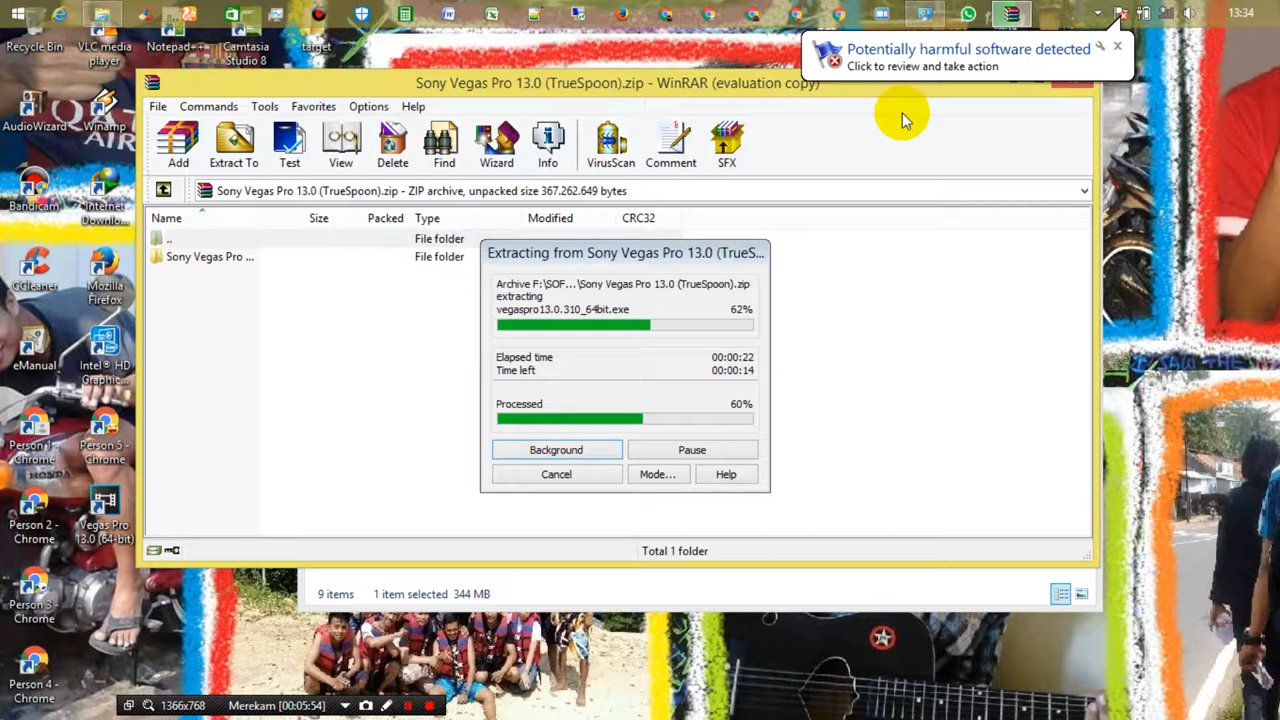 13:34
Potentially harmful software detected
Click to review and take action
Recycle Bin
VLC media
player
Notepad++
Camtasia
Studio 8
target
Sony Vegas Pro 13.0 (TrueSpoon).zip - WinRAR (evaluation copy)
File Commands Tools Favorites Options Help
AudioWizard
Winamp
Add Extract To Test View Delete Find Wizard Info VirusScan Comment SFX
Sony Vegas Pro 13.0 (TrueSpoon).zip - ZIP archive, unpacked size 367.262.649 bytes
Bandicam
Internet
Downlo...
Name Size Packed Type Modified CRC32
.. File folder
Sony Vegas Pro ... File folder
Extracting from Sony Vegas Pro 13.0 (TrueS...
Archive F:\SOF...\Sony Vegas Pro 13.0 (TrueSpoon).zip
extracting
vegaspro13.0.310_64bit.exe 62%
Elapsed time 00:00:22
Time left 00:00:14
Processed 60%
Background Pause
Cancel Mode... Help
CCleaner
Mozilla
Firefox
eManual
Intel® HD
Graphic...
Person 1 -
Chrome
Person 5 -
Chrome
Person 2 -
Chrome
Vegas Pro
13.0 (64-bit)
Person 3 -
Chrome
Person 4 -
Chrome
Total 1 folder
9 items 1 item selected 344 MB
1366x768 Merekam [00:05:54]
QATAR
AIR
HONDA
I SAW THE